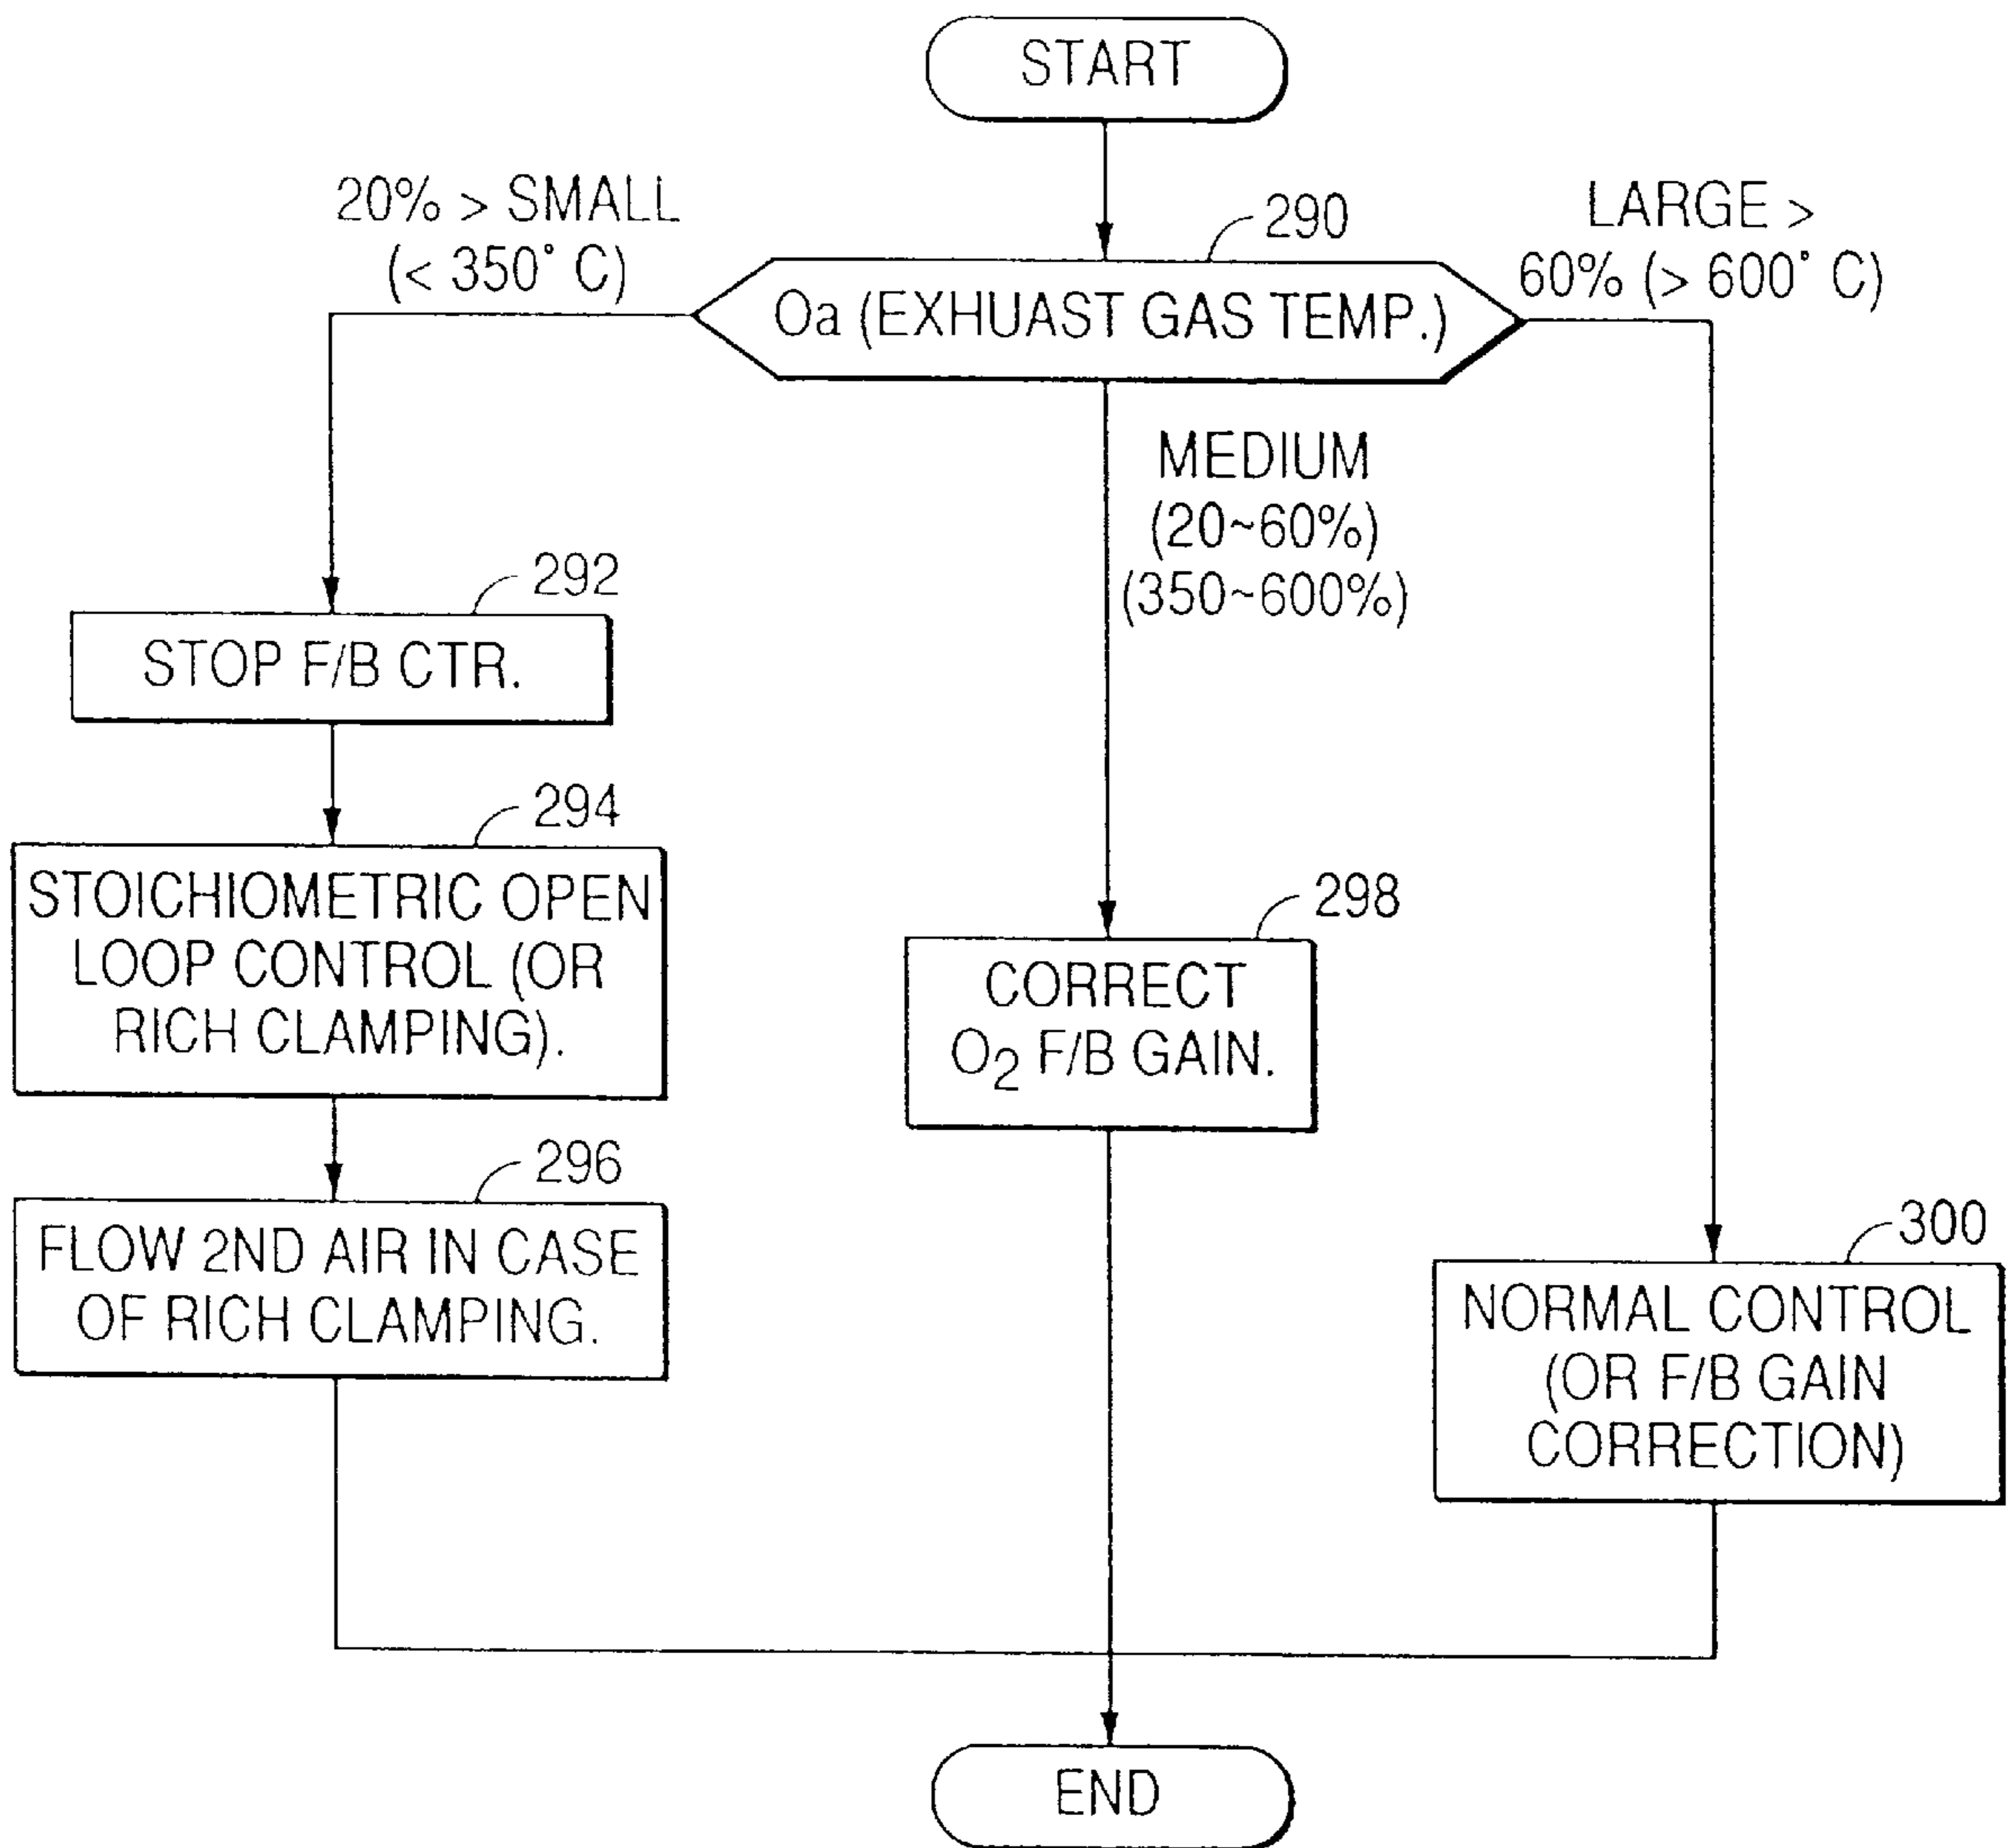 START
20% > SMALL
(< 350° C)
290
LARGE >
60% (> 600° C)
Oa (EXHUAST GAS TEMP.)
MEDIUM
(20~60%)
(350~600%)
292
STOP F/B CTR.
294
STOICHIOMETRIC OPEN
LOOP CONTROL (OR
RICH CLAMPING).
298
CORRECT
O2 F/B GAIN.
296
FLOW 2ND AIR IN CASE
OF RICH CLAMPING.
300
NORMAL CONTROL
(OR F/B GAIN
CORRECTION)
END